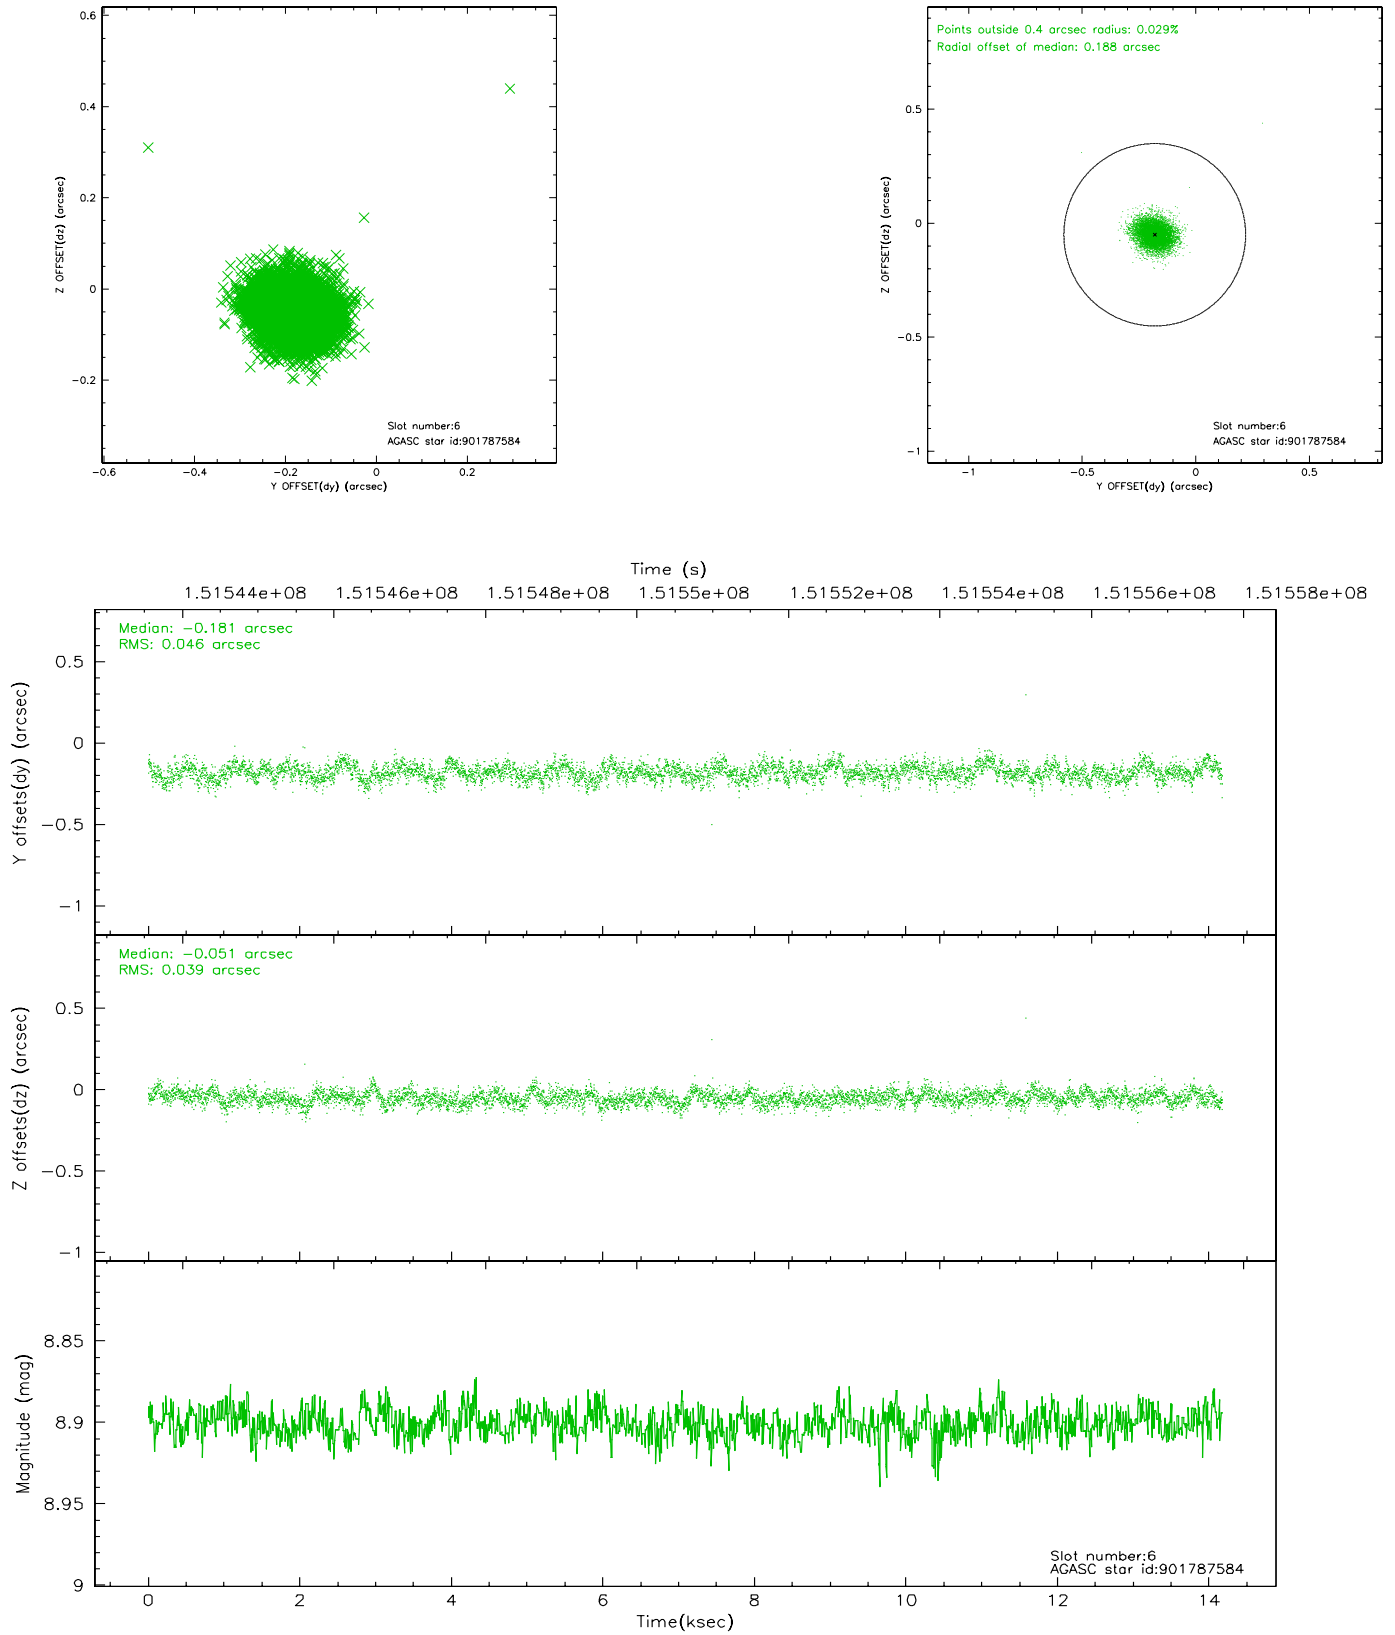 0.6
0.4
0.2
0
−0.2
Z OFFSET(dz) (arcsec)
Slot number:6
AGASC star id:901787584
−0.6 −0.4 −0.2 0 0.2
Y OFFSET(dy) (arcsec)
Points outside 0.4 arcsec radius: 0.029%
Radial offset of median: 0.188 arcsec
0.5
0
−0.5
−1
Z OFFSET(dz) (arcsec)
Slot number:6
AGASC star id:901787584
−1 −0.5 0 0.5
Y OFFSET(dy) (arcsec)
Time (s)
1.51544e+08 1.51546e+08 1.51548e+08 1.5155e+08 1.51552e+08 1.51554e+08 1.51556e+08 1.51558e+08
Median: −0.181 arcsec
RMS: 0.046 arcsec
0.5
0
−0.5
−1
Y offsets(dy) (arcsec)
Median: −0.051 arcsec
RMS: 0.039 arcsec
0.5
0
−0.5
−1
Z offsets(dz) (arcsec)
8.85
8.9
8.95
9
Magnitude (mag)
Slot number:6
AGASC star id:901787584
0 2 4 6 8 10 12 14
Time(ksec)